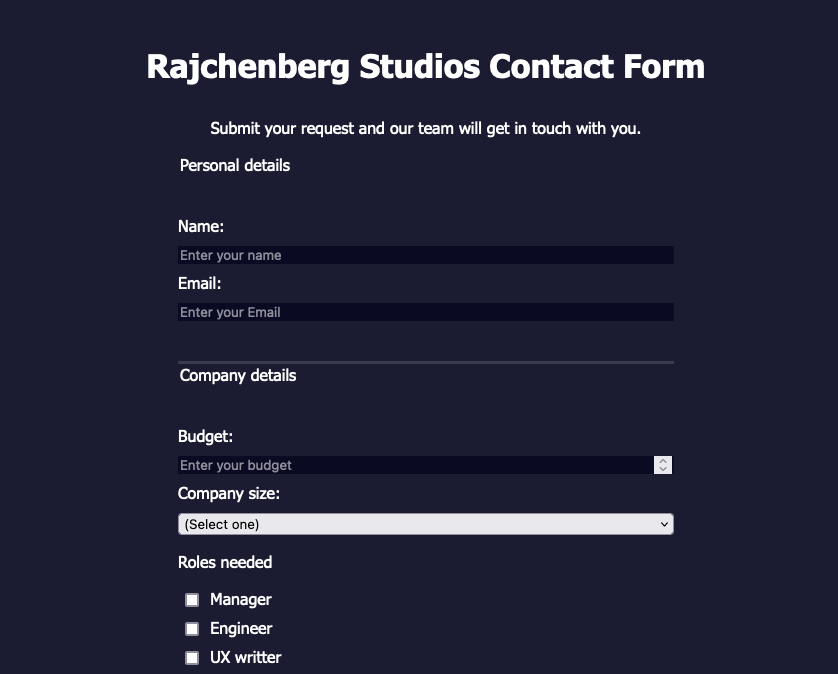 Rajchenberg Studios Contact Form
Submit your request and our team will get in touch with you.
Personal details
Name:
Enter your name
Email:
Enter your Email
Company details
Budget:
Enter your budget
Company size:
(Select one)
Roles needed
Manager
Engineer
UX writter